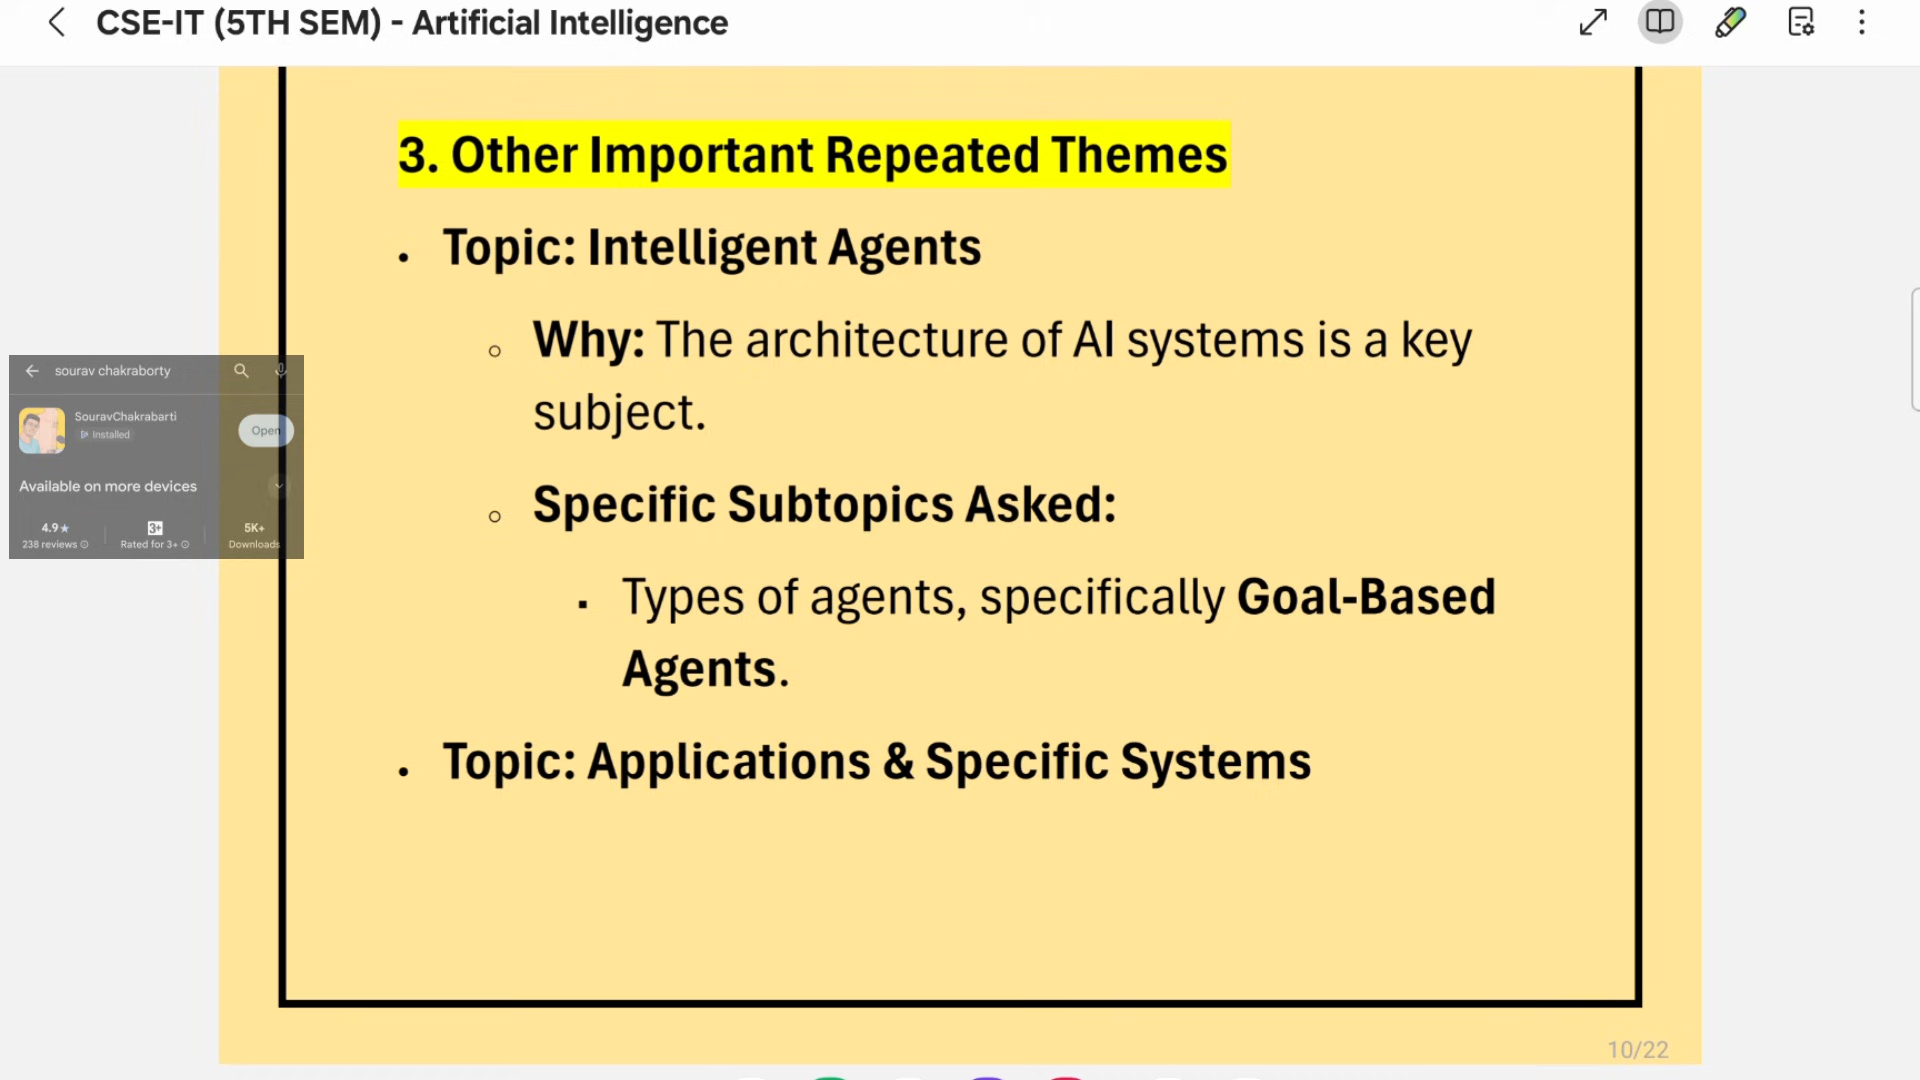 CSE-IT (5TH SEM) - Artificial Intelligence
3. Other Important Repeated Themes
• Topic: Intelligent Agents
○ Why: The architecture of AI systems is a key
subject.
○ Specific Subtopics Asked:
▪ Types of agents, specifically Goal-Based
Agents.
• Topic: Applications & Specific Systems
10/22
sourav chakraborty
SouravChakrabarti
Installed
Open
Available on more devices
4.9★ 3+ 5K+
238 reviews Rated for 3+ Downloads